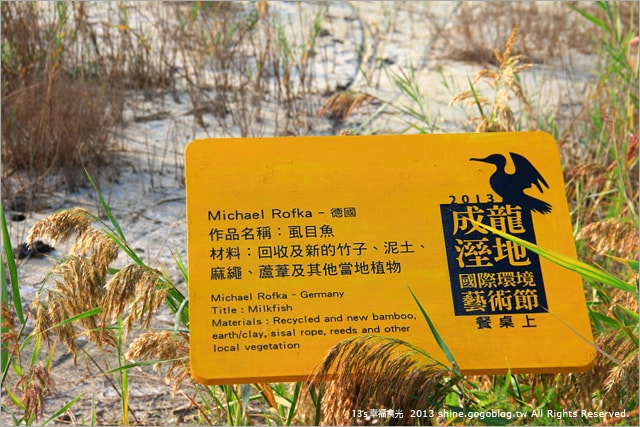 Michael Rofka - 德國
作品名稱：虱目魚
材料：回收及新的竹子、泥土、
麻繩、蘆葦及其他當地植物
Michael Rofka - Germany
Title : Milkfish
Materials : Recycled and new bamboo,
earth/clay, sisal rope, reeds and other
local vegetation
2013
成龍
溼地
國際環境
藝術節
餐桌上
13's幸福食光 2013 shine.gogoblog.tw All Rights Reserved.